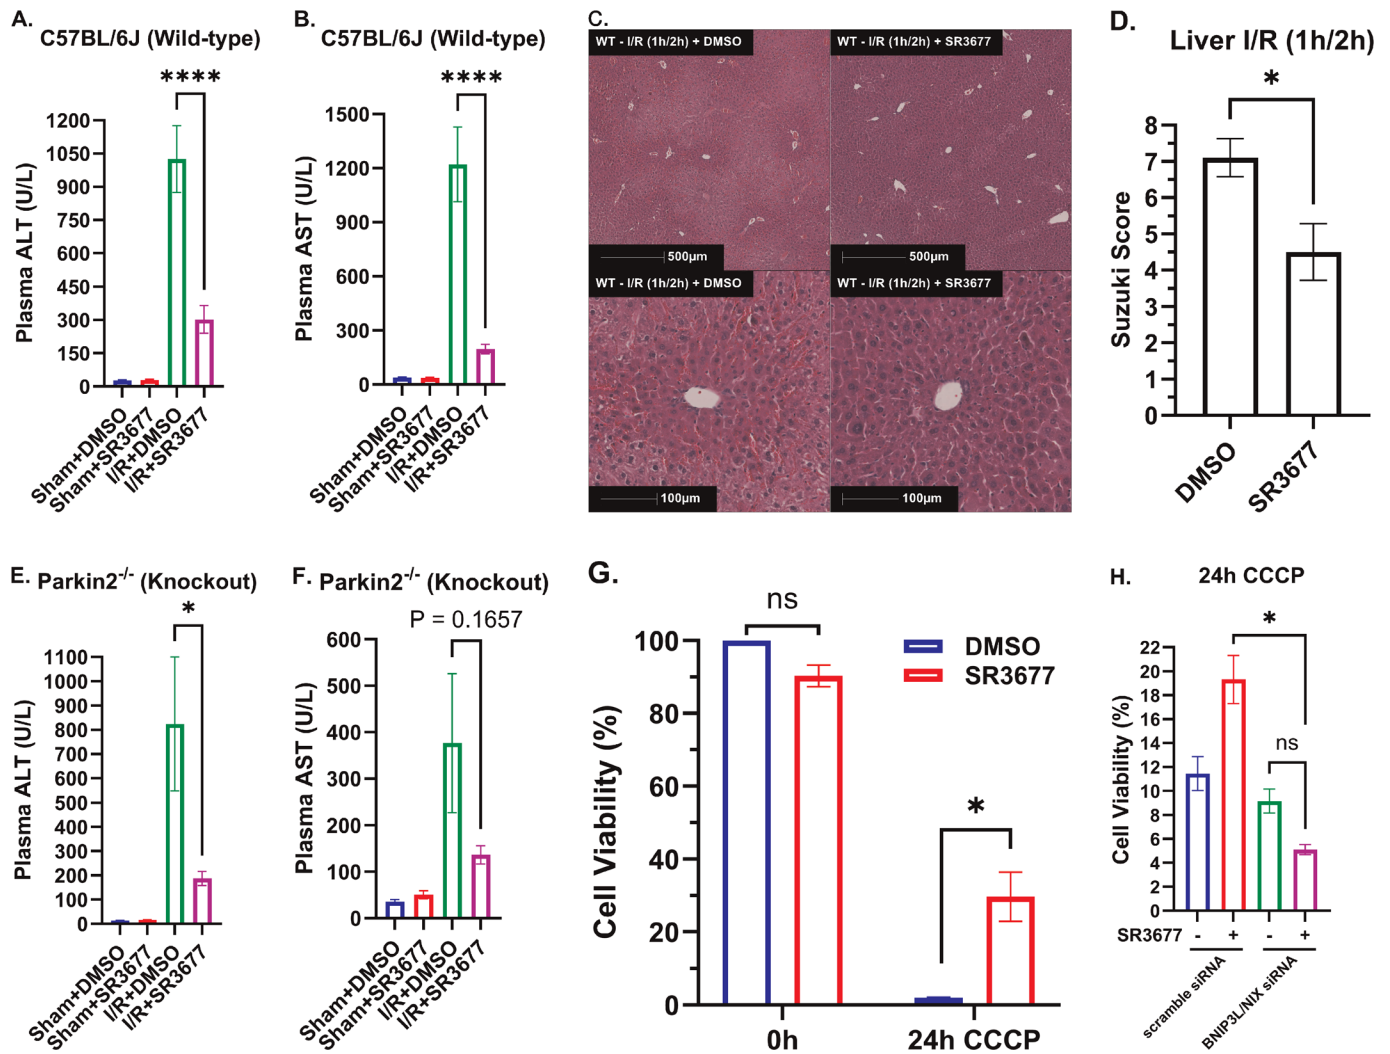 A.
C57BL/6J (Wild-type)
****
Plasma ALT (U/L)
1200
1050
900
750
600
450
300
150
0
Sham+DMSO
Sham+SR3677
I/R+DMSO
I/R+SR3677
B.
C57BL/6J (Wild-type)
****
Plasma AST (U/L)
1500
1200
900
600
300
0
Sham+DMSO
Sham+SR3677
I/R+DMSO
I/R+SR3677
C.
WT - I/R (1h/2h) + DMSO
500µm
WT - I/R (1h/2h) + SR3677
500µm
WT - I/R (1h/2h) + DMSO
100µm
WT - I/R (1h/2h) + SR3677
100µm
D.
Liver I/R (1h/2h)
*
Suzuki Score
8
7
6
5
4
3
2
1
0
DMSO
SR3677
E.
Parkin2-/- (Knockout)
*
Plasma ALT (U/L)
1100
1000
900
800
700
600
500
400
300
200
100
0
Sham+DMSO
Sham+SR3677
I/R+DMSO
I/R+SR3677
F.
Parkin2-/- (Knockout)
P = 0.1657
Plasma AST (U/L)
600
500
400
300
200
100
0
Sham+DMSO
Sham+SR3677
I/R+DMSO
I/R+SR3677
G.
ns
DMSO
SR3677
*
Cell Viability (%)
100
80
60
40
20
0
0h
24h CCCP
H.
24h CCCP
*
ns
Cell Viability (%)
22
20
18
16
14
12
10
8
6
4
2
0
SR3677 - + - +
scramble siRNA
BNIP3L/NIX siRNA